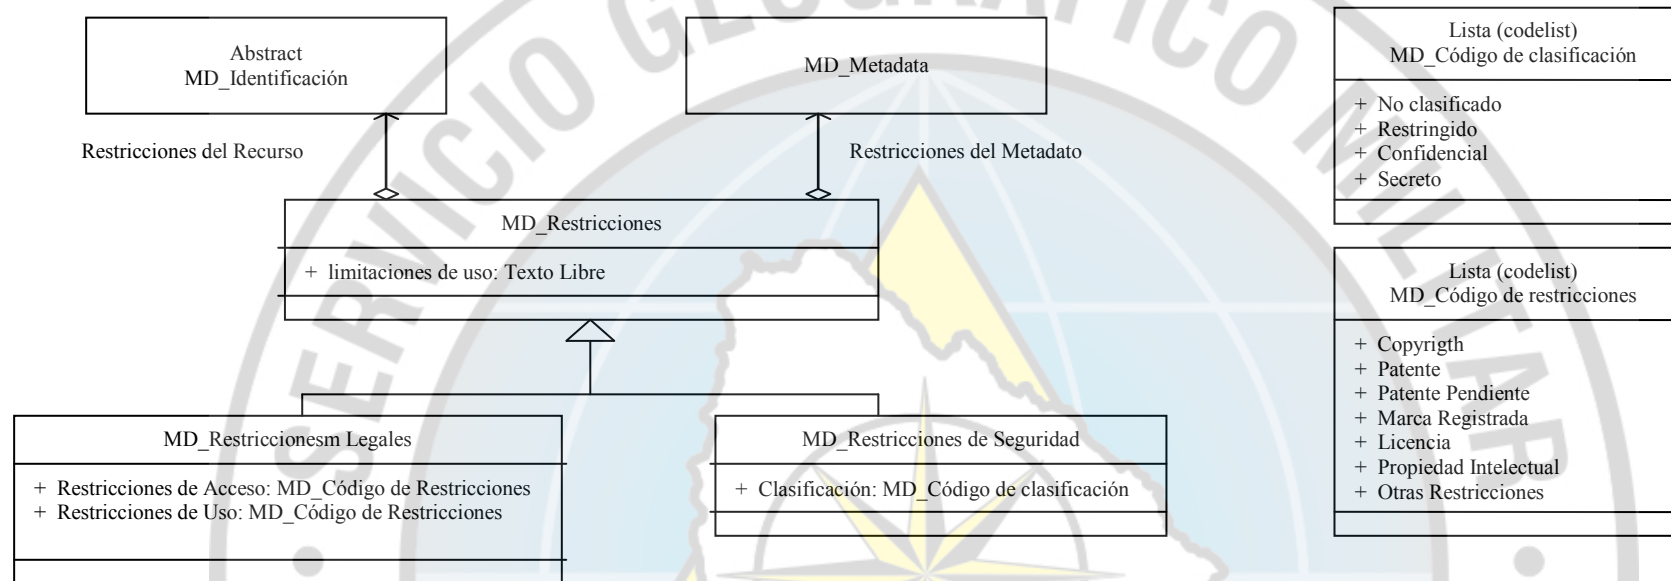 Abstract
MD_Identificación
MD_Metadata
Lista (codelist)
MD_Código de clasificación
+ No clasificado
+ Restringido
+ Confidencial
+ Secreto
Restricciones del Recurso
Restricciones del Metadato
MD_Restricciones
+ limitaciones de uso: Texto Libre
Lista (codelist)
MD_Código de restricciones
+ Copyrigth
+ Patente
+ Patente Pendiente
+ Marca Registrada
+ Licencia
+ Propiedad Intelectual
+ Otras Restricciones
MD_Restriccionesm Legales
+ Restricciones de Acceso: MD_Código de Restricciones
+ Restricciones de Uso: MD_Código de Restricciones
MD_Restricciones de Seguridad
+ Clasificación: MD_Código de clasificación
SERVICIO GEOGRÁFICO MILITAR